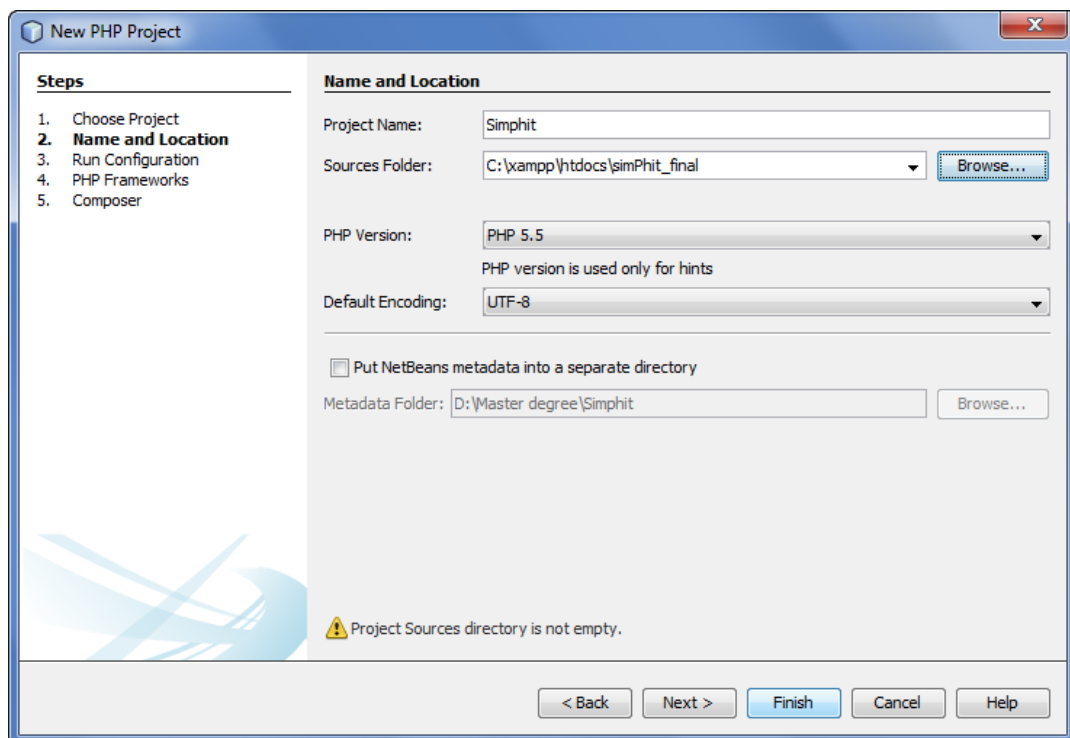 New PHP Project
Steps
1. Choose Project
2. Name and Location
3. Run Configuration
4. PHP Frameworks
5. Composer
Name and Location
Project Name: Simphit
Sources Folder: C:\xampp\htdocs\simPhit_final Browse...
PHP Version: PHP 5.5
PHP version is used only for hints
Default Encoding: UTF-8
Put NetBeans metadata into a separate directory
Metadata Folder: D:\Master degree\Simphit Browse...
Project Sources directory is not empty.
< Back Next > Finish Cancel Help